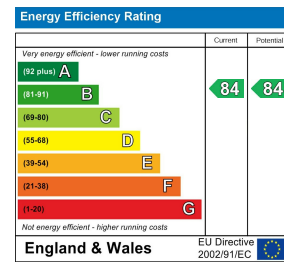 Energy Efficiency Rating
Current Potential
Very energy efficient - lower running costs
(92 plus) A
(81-91) B
84 84
(69-80) C
(55-68) D
(39-54) E
(21-38) F
(1-20) G
Not energy efficient - higher running costs
England & Wales
EU Directive
2002/91/EC